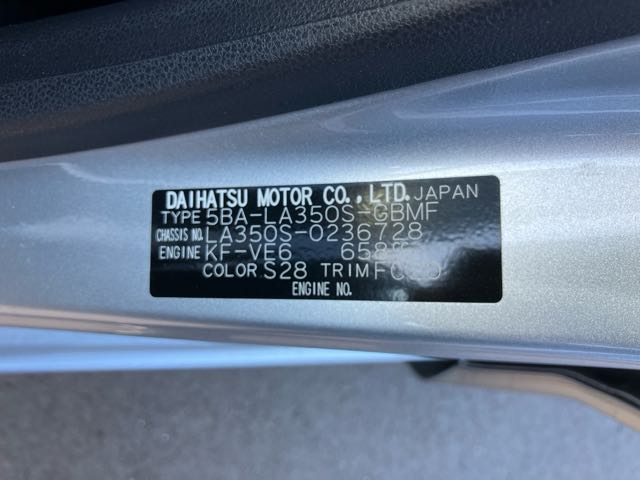 DAIHATSU MOTOR CO., LTD. JAPAN
TYPE 5BA-LA350S-GBMF
CHASSIS NO. LA350S-0236728
ENGINE KF-VE6
COLOR S28 TRIM
ENGINE NO.